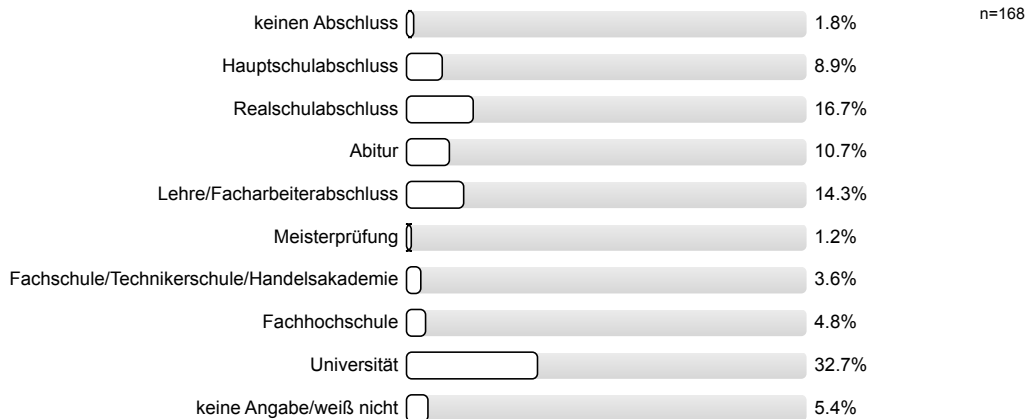 keinen Abschluss 1.8% n=168
Hauptschulabschluss 8.9%
Realschulabschluss 16.7%
Abitur 10.7%
Lehre/Facharbeiterabschluss 14.3%
Meisterprüfung 1.2%
Fachschule/Technikerschule/Handelsakademie 3.6%
Fachhochschule 4.8%
Universität 32.7%
keine Angabe/weiß nicht 5.4%